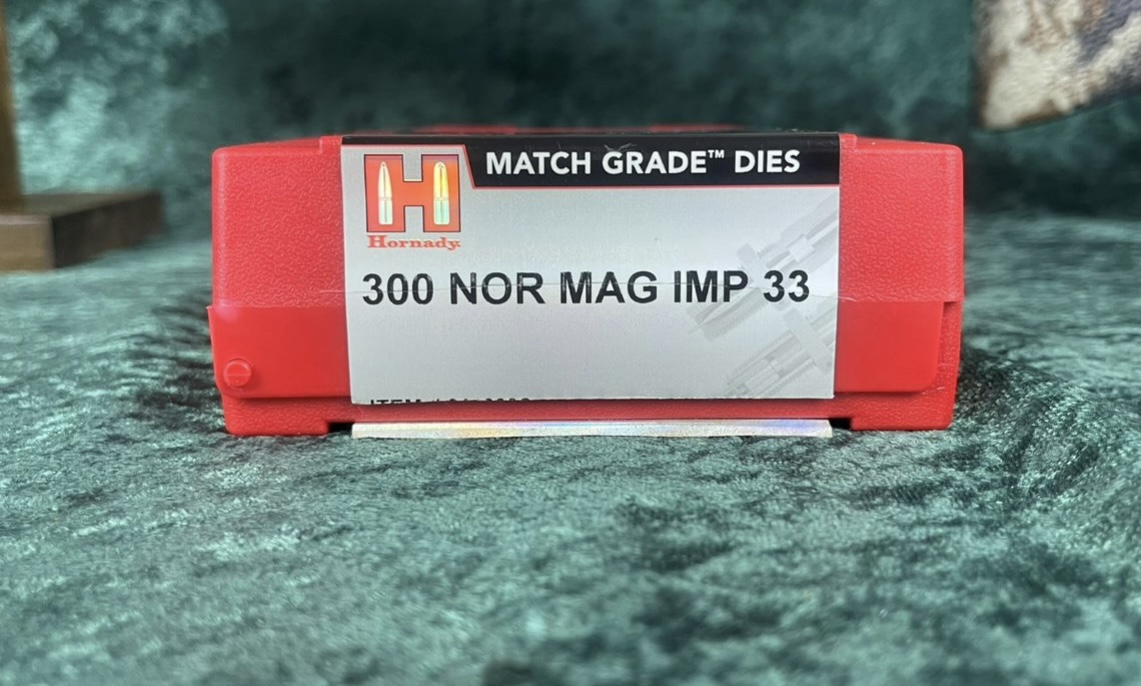 MATCH GRADE™ DIES
H
Hornady
300 NOR MAG IMP 33